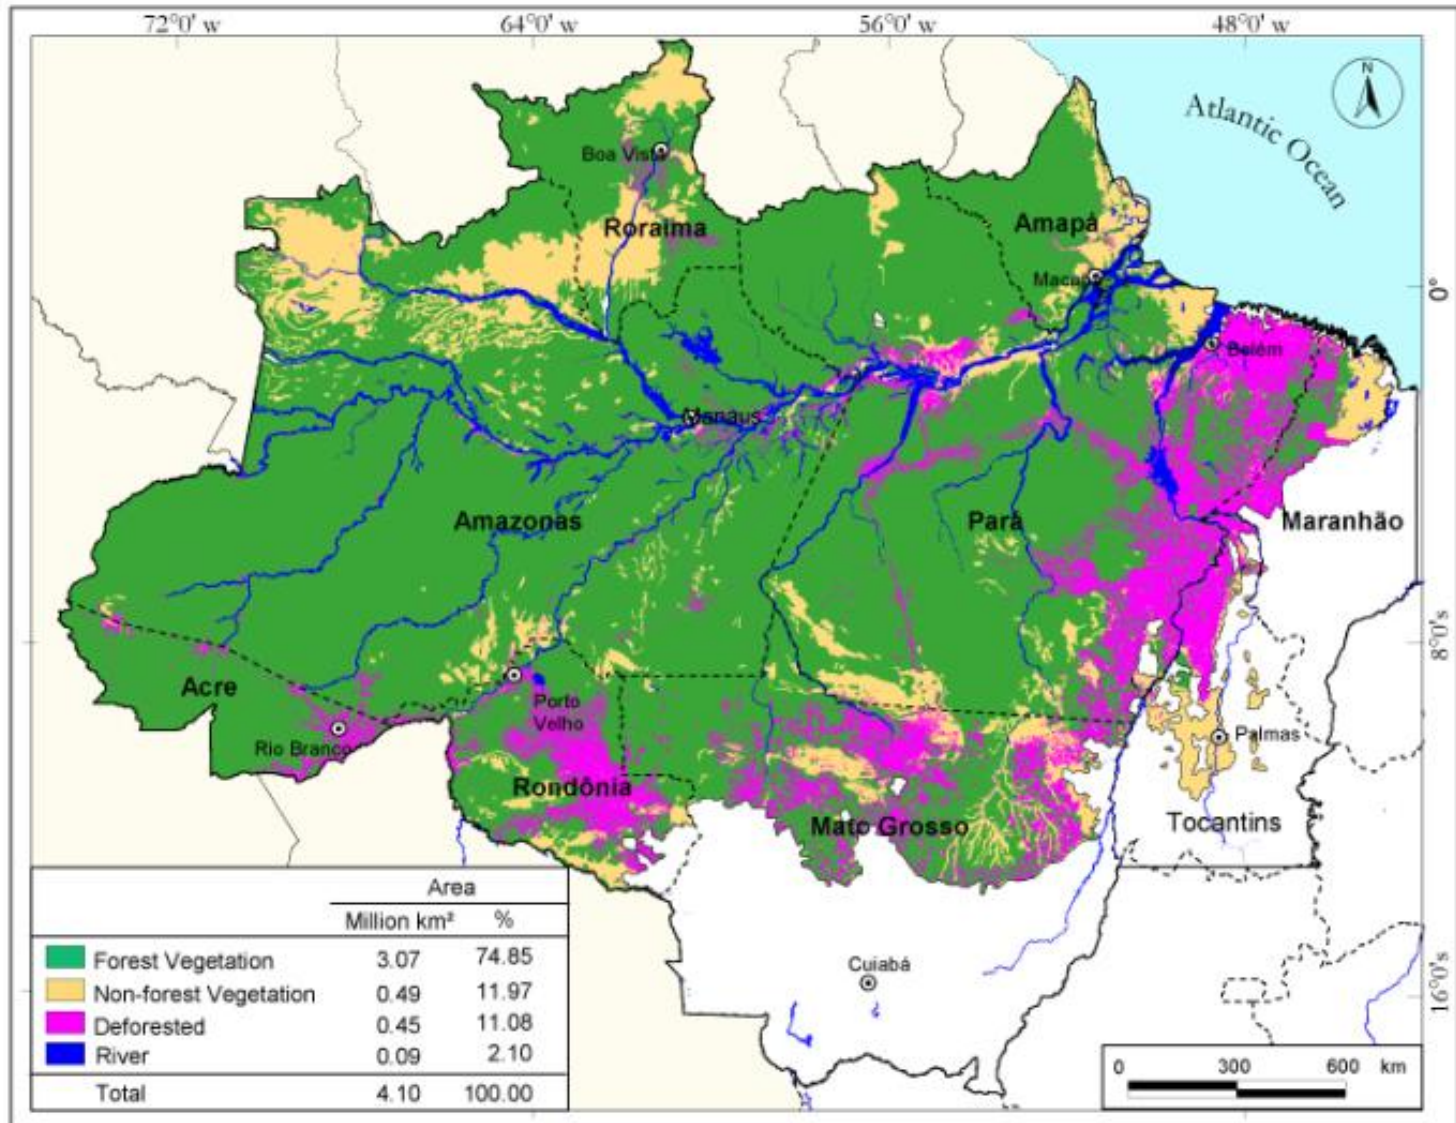 72°0' w 64°0' w 56°0' w 48°0' w
N
Atlantic Ocean
Boa Vista
Roraima
Amapá
Macapá
0°
Belém
Manaus
Amazonas
Pará
Maranhão
8°0's
Acre
Porto
Velho
Rio Branco
Palmas
Rondônia
Mato Grosso
Tocantins
Area
Million km² %
Forest Vegetation 3.07 74.85
Non-forest Vegetation 0.49 11.97
Deforested 0.45 11.08
River 0.09 2.10
Total 4.10 100.00
Cuiabá
16°0's
0 300 600 km